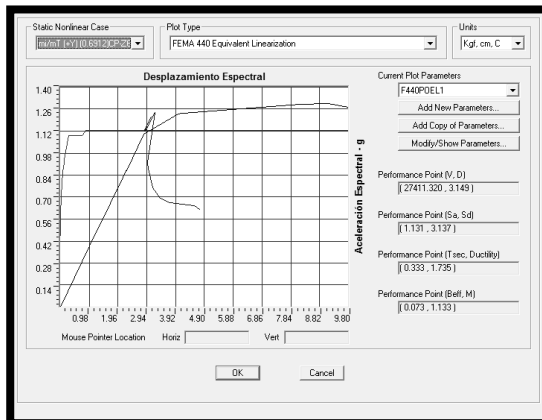 Static Nonlinear Case
Plot Type
Units
FEMA 440 Equivalent Linearization
Kgf, cm, C
Desplazamiento Espectral
1.40
1.26
1.12
0.98
0.84
0.70
0.56
0.42
0.28
0.14
0.98 1.96 2.94 3.92 4.90 5.88 6.86 7.84 8.82 9.80
Aceleración Espectral - g
Mouse Pointer Location Horiz Vert
Current Plot Parameters
F440POEL1
Add New Parameters...
Add Copy of Parameters...
Modify/Show Parameters...
Performance Point (V, D)
( 27411.320 , 3.149 )
Performance Point (Sa, Sd)
( 1.131 , 3.137 )
Performance Point (Tsec, Ductility)
( 0.333 , 1.735 )
Performance Point (Beff, M)
( 0.073 , 1.133 )
OK
Cancel